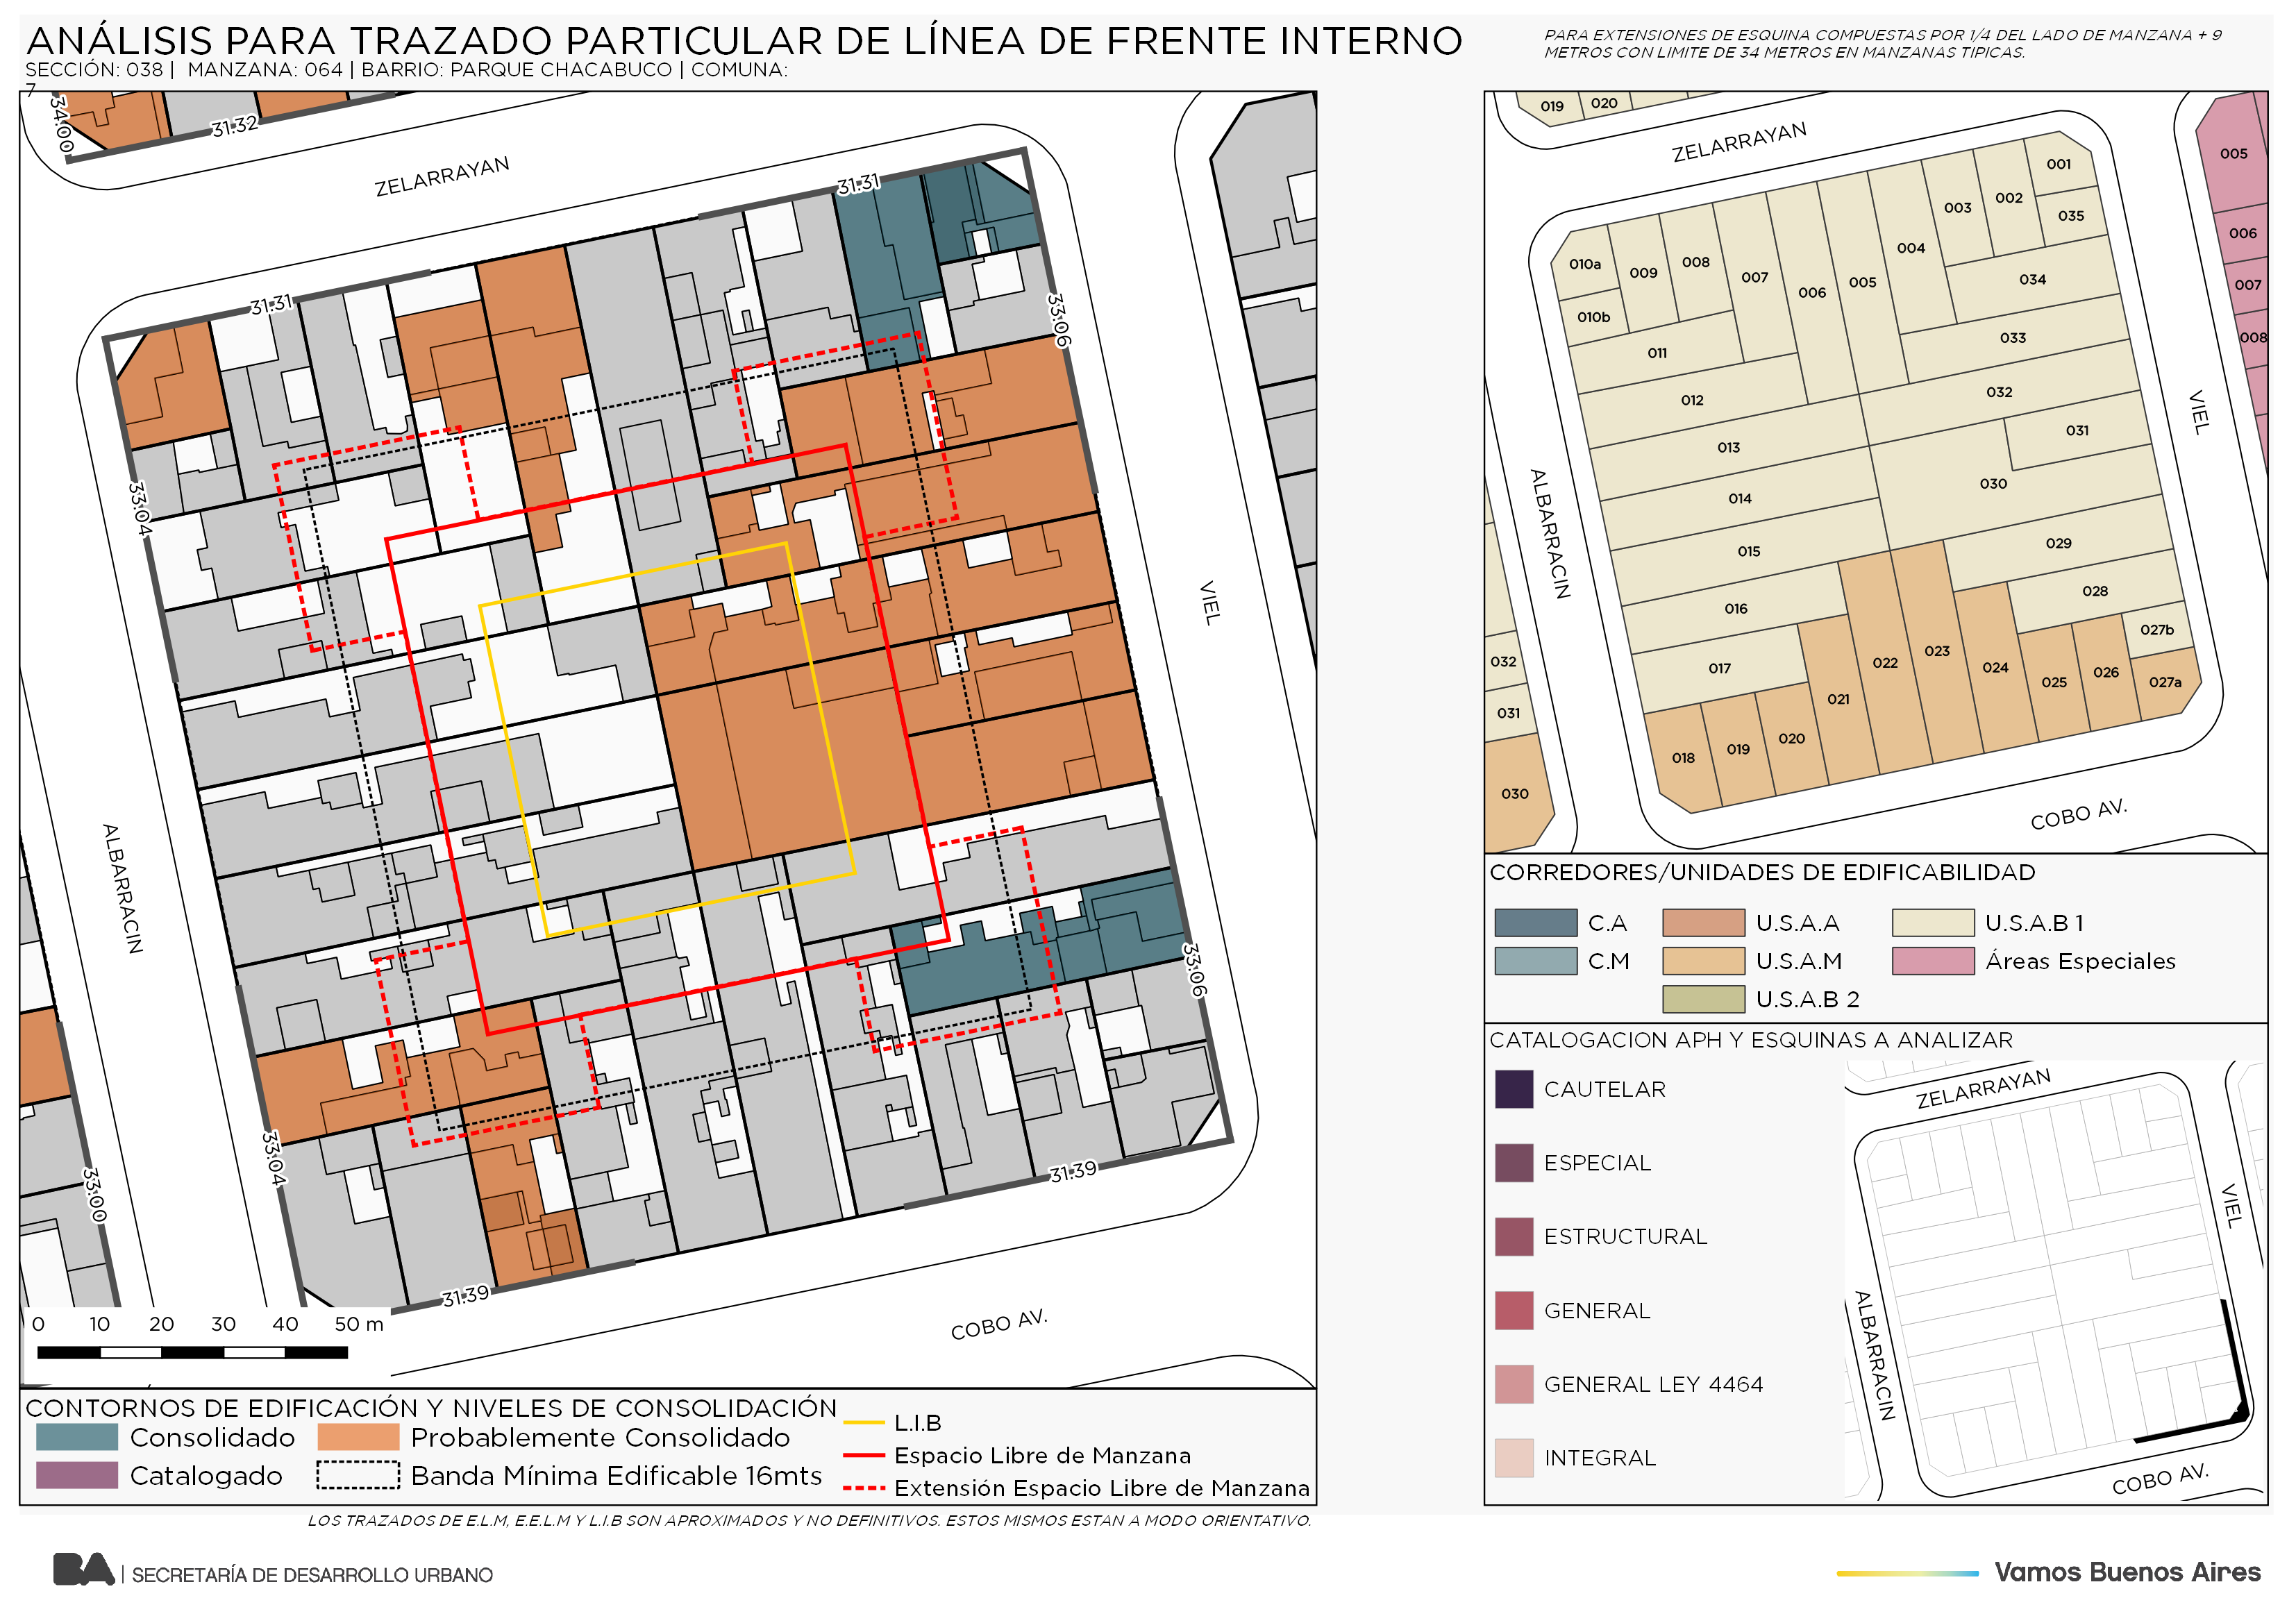 ANÁLISIS PARA TRAZADO PARTICULAR DE LÍNEA DE FRENTE INTERNO
SECCIÓN: 038 | MANZANA: 064 | BARRIO: PARQUE CHACABUCO | COMUNA:
7
PARA EXTENSIONES DE ESQUINA COMPUESTAS POR 1/4 DEL LADO DE MANZANA + 9
METROS CON LIMITE DE 34 METROS EN MANZANAS TIPICAS.
34.00
31.32
ZELARRAYAN
31.31
31.31
33.06
33.04
VIEL
ALBARRACIN
33.06
33.04
33.00
31.39
31.39
COBO AV.
0 10 20 30 40 50 m
CONTORNOS DE EDIFICACIÓN Y NIVELES DE CONSOLIDACIÓN
Consolidado
Probablemente Consolidado
Catalogado
Banda Mínima Edificable 16mts
L.I.B
Espacio Libre de Manzana
Extensión Espacio Libre de Manzana
LOS TRAZADOS DE E.L.M, E.E.L.M Y L.I.B SON APROXIMADOS Y NO DEFINITIVOS. ESTOS MISMOS ESTAN A MODO ORIENTATIVO.
019
020
ZELARRAYAN
001
002
003
035
004
005
006
007
008
009
010a
010b
034
033
011
012
032
031
013
030
014
015
029
016
028
027b
017
022
023
024
021
025
026
027a
018
019
020
005
006
007
008
032
031
030
VIEL
ALBARRACIN
COBO AV.
CORREDORES/UNIDADES DE EDIFICABILIDAD
C.A
U.S.A.A
U.S.A.B 1
C.M
U.S.A.M
Áreas Especiales
U.S.A.B 2
CATALOGACION APH Y ESQUINAS A ANALIZAR
CAUTELAR
ESPECIAL
ESTRUCTURAL
GENERAL
GENERAL LEY 4464
INTEGRAL
ZELARRAYAN
VIEL
ALBARRACIN
COBO AV.
BA | SECRETARÍA DE DESARROLLO URBANO
Vamos Buenos Aires